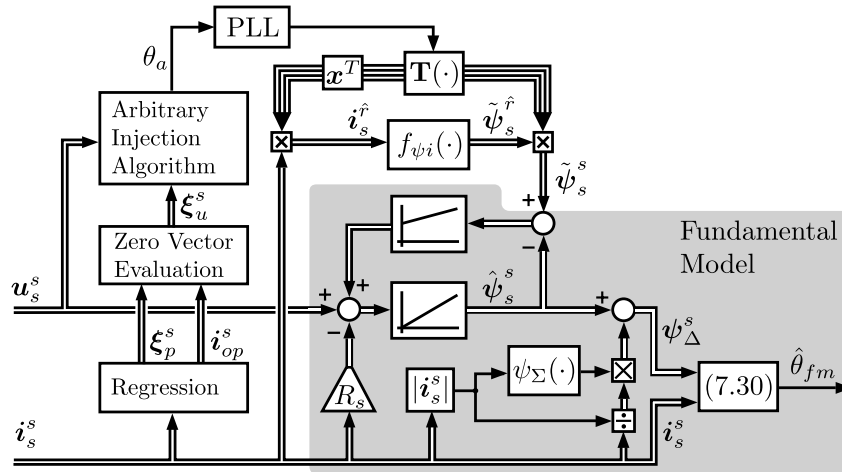 PLL
θ_a
x^T
T(·)
Arbitrary
Injection
Algorithm
i_s^r̂
f_ψi(·)
ψ̃_s^r̂
×
×
ψ̃_s^s
ξ_u^s
+
−
Zero Vector
Evaluation
Fundamental
Model
u_s^s
+
+
−
ψ̂_s^s
+
ψ_Δ^s
ξ_p^s
i_op^s
Regression
R_s
|i_s^s|
ψ_Σ(·)
×
÷
(7.30)
θ̂_fm
i_s^s
i_s^s